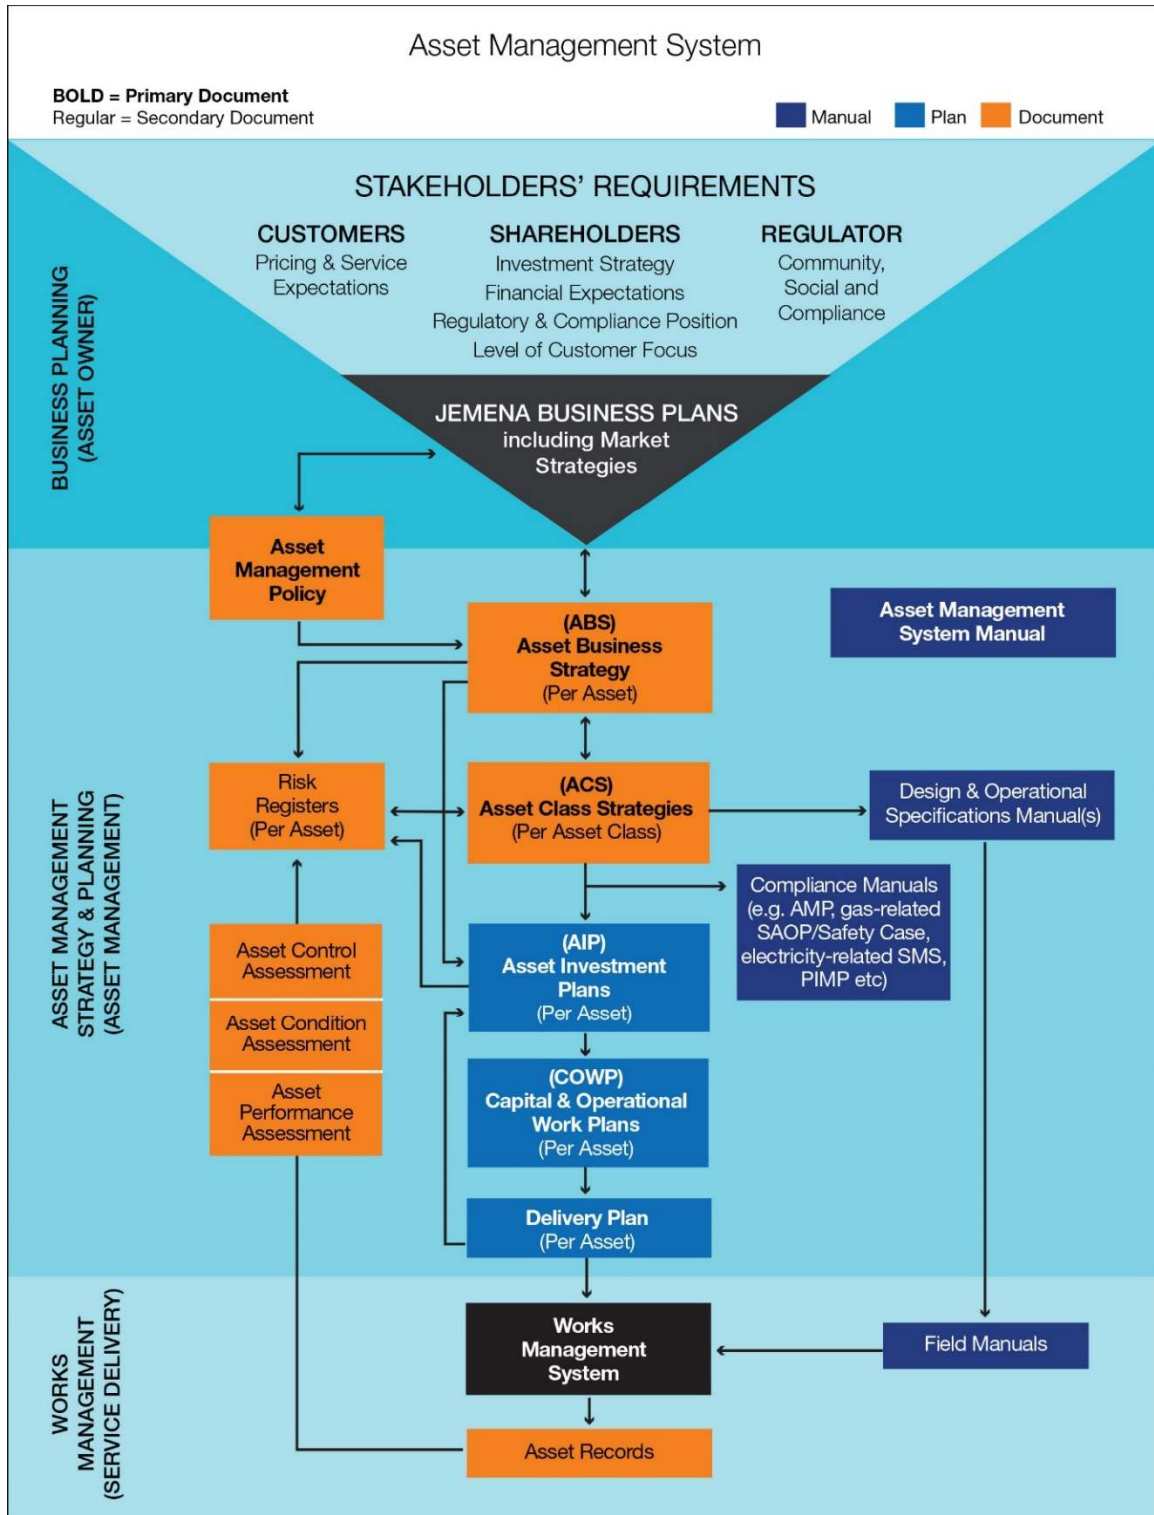 Asset Management System
BOLD = Primary Document
Regular = Secondary Document
Manual
Plan
Document
STAKEHOLDERS' REQUIREMENTS
CUSTOMERS
Pricing & Service
Expectations
SHAREHOLDERS
Investment Strategy
Financial Expectations
Regulatory & Compliance Position
Level of Customer Focus
REGULATOR
Community,
Social and
Compliance
BUSINESS PLANNING
(ASSET OWNER)
JEMENA BUSINESS PLANS
including Market
Strategies
Asset
Management
Policy
(ABS)
Asset Business
Strategy
(Per Asset)
Asset Management
System Manual
ASSET MANAGEMENT
STRATEGY & PLANNING
(ASSET MANAGEMENT)
Risk
Registers
(Per Asset)
(ACS)
Asset Class Strategies
(Per Asset Class)
Design & Operational
Specifications Manual(s)
Compliance Manuals
(e.g. AMP, gas-related
SAOP/Safety Case,
electricity-related SMS,
PIMP etc)
Asset Control
Assessment
Asset Condition
Assessment
Asset
Performance
Assessment
(AIP)
Asset Investment
Plans
(Per Asset)
(COWP)
Capital & Operational
Work Plans
(Per Asset)
Delivery Plan
(Per Asset)
WORKS
MANAGEMENT
(SERVICE DELIVERY)
Works
Management
System
Field Manuals
Asset Records